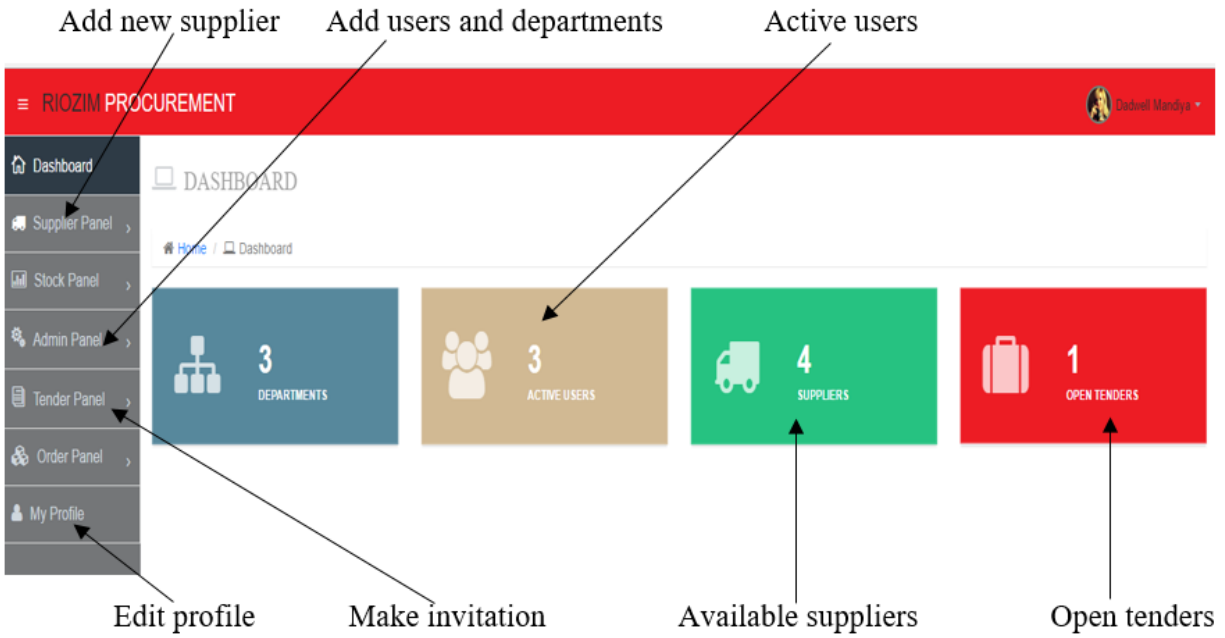 Add new supplier Add users and departments Active users
RIOZIM PROCUREMENT
Dadwell Mandiya
Dashboard
DASHBOARD
Supplier Panel
Home / Dashboard
Stock Panel
Admin Panel
Tender Panel
Order Panel
My Profile
3
DEPARTMENTS
3
ACTIVE USERS
4
SUPPLIERS
1
OPEN TENDERS
Edit profile Make invitation Available suppliers Open tenders